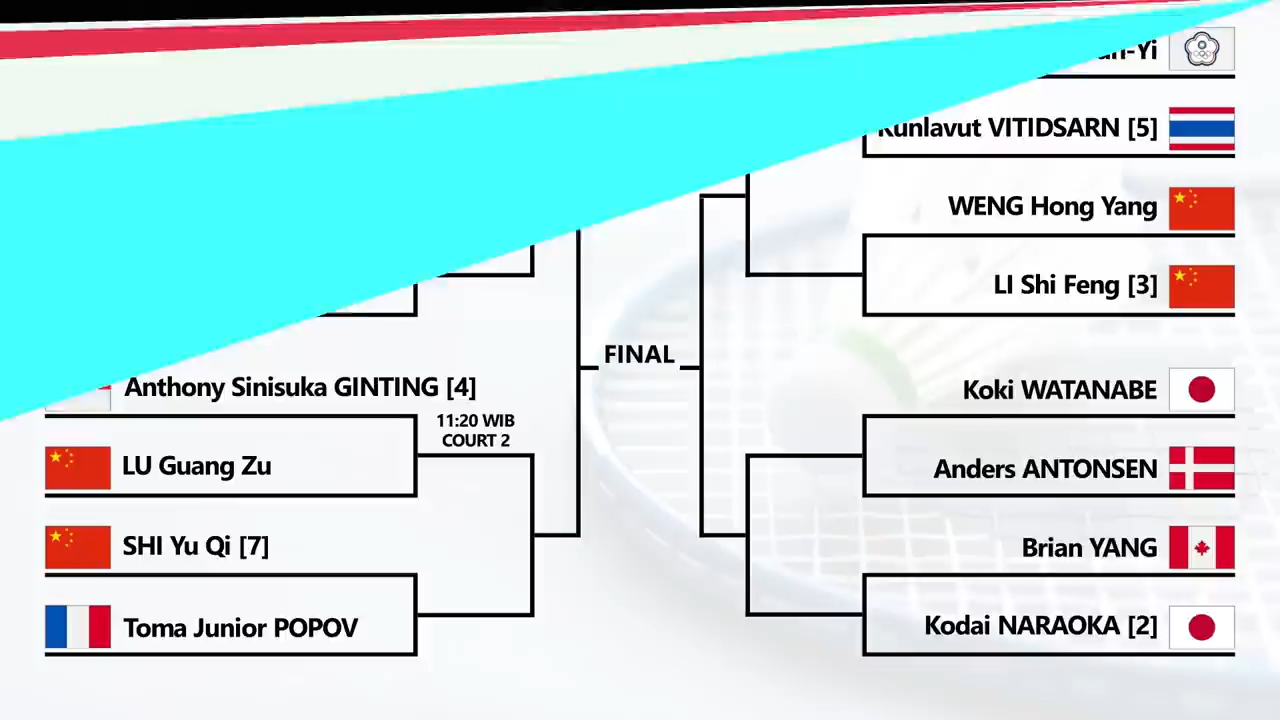 Kunlavut VITIDSARN [5]
WENG Hong Yang
LI Shi Feng [3]
FINAL
Anthony Sinisuka GINTING [4]
11:20 WIB
COURT 2
LU Guang Zu
SHI Yu Qi [7]
Toma Junior POPOV
Koki WATANABE
Anders ANTONSEN
Brian YANG
Kodai NARAOKA [2]